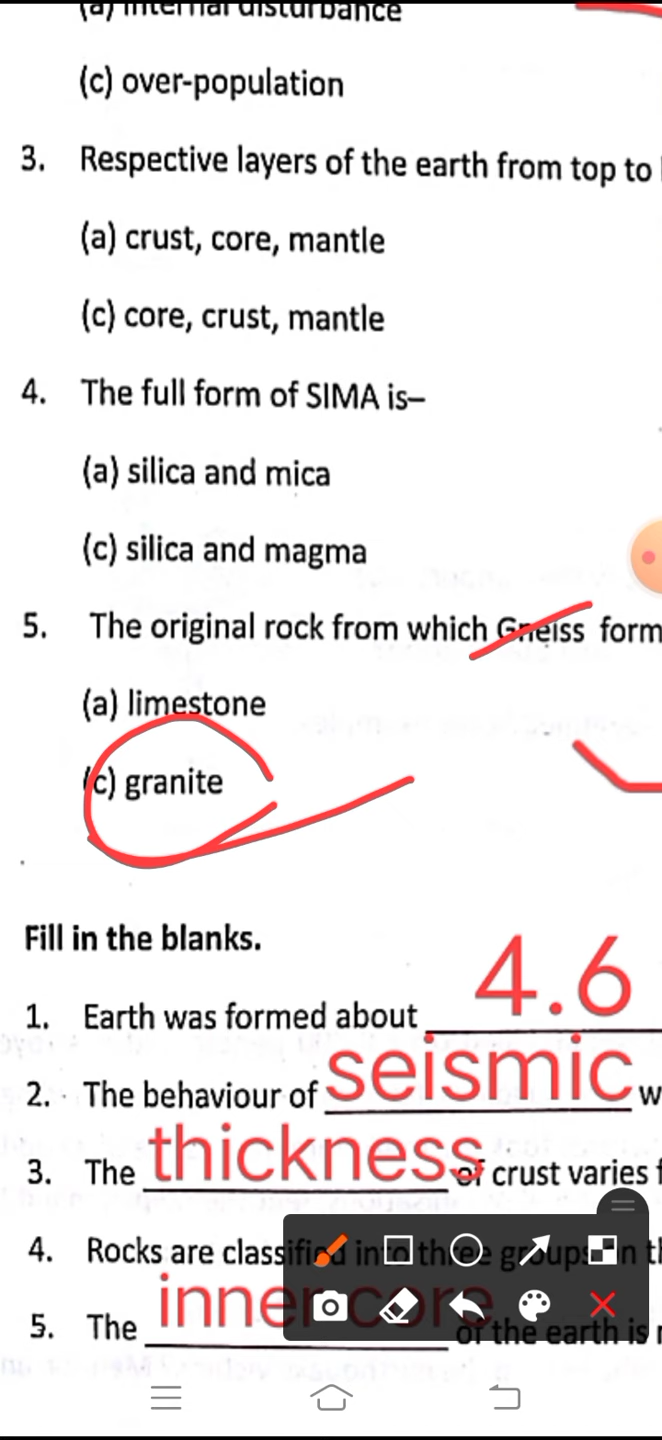 (a) internal disturbance
(c) over-population
3. Respective layers of the earth from top to
(a) crust, core, mantle
(c) core, crust, mantle
4. The full form of SIMA is–
(a) silica and mica
(c) silica and magma
5. The original rock from which Gneiss form
(a) limestone
(c) granite
Fill in the blanks.
1. Earth was formed about 4.6
2. The behaviour of seismic w
3. The thickness of crust varies f
4. Rocks are classified into three groups on th
5. The inner core of the earth is